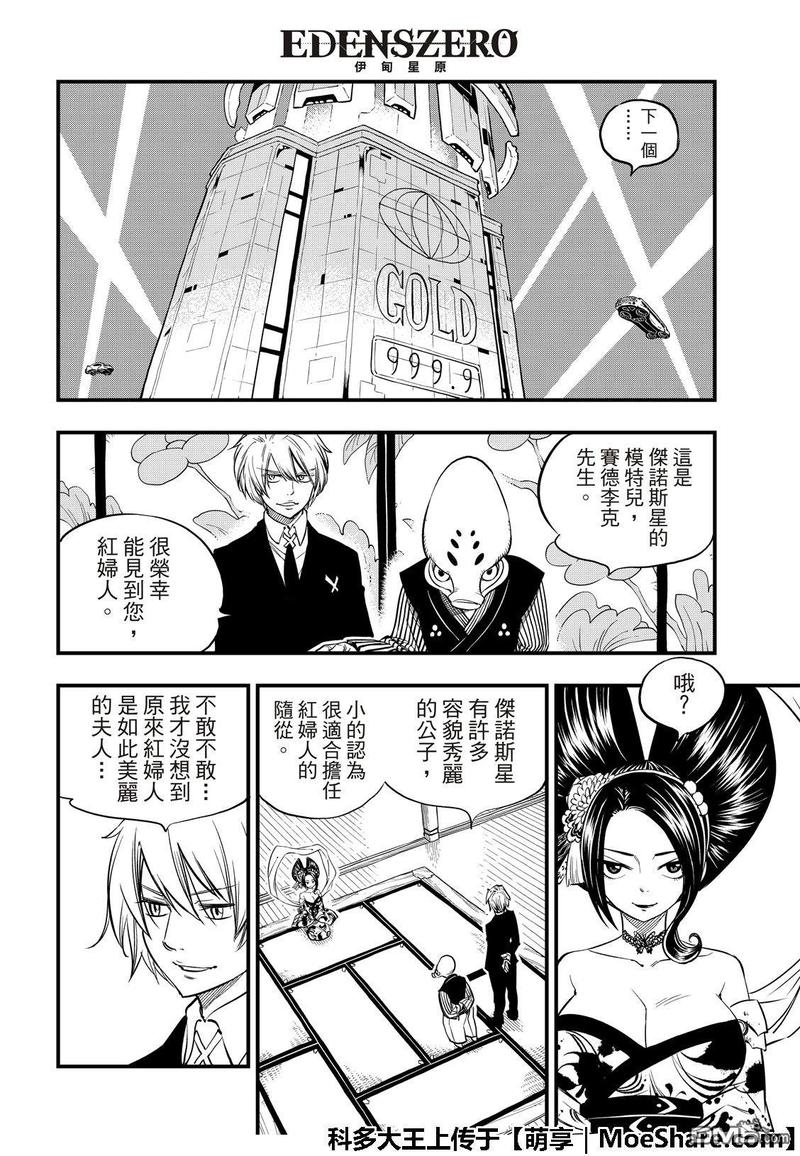 EDENSZERO
伊甸星原
下一個
……
GOLD
999.9
這是
傑諾斯星的
模特兒，
賽德李克
先生。
很榮幸
能見到您，
紅婦人。
哦？
傑諾斯星
有許多
容貌秀麗
的公子，
小的認為
很適合擔任
紅婦人的
隨從。
不敢不敢…
我才沒想到
原來紅婦人
是如此美麗
的夫人…
科多大王上传于【萌享｜MoeShare.com】